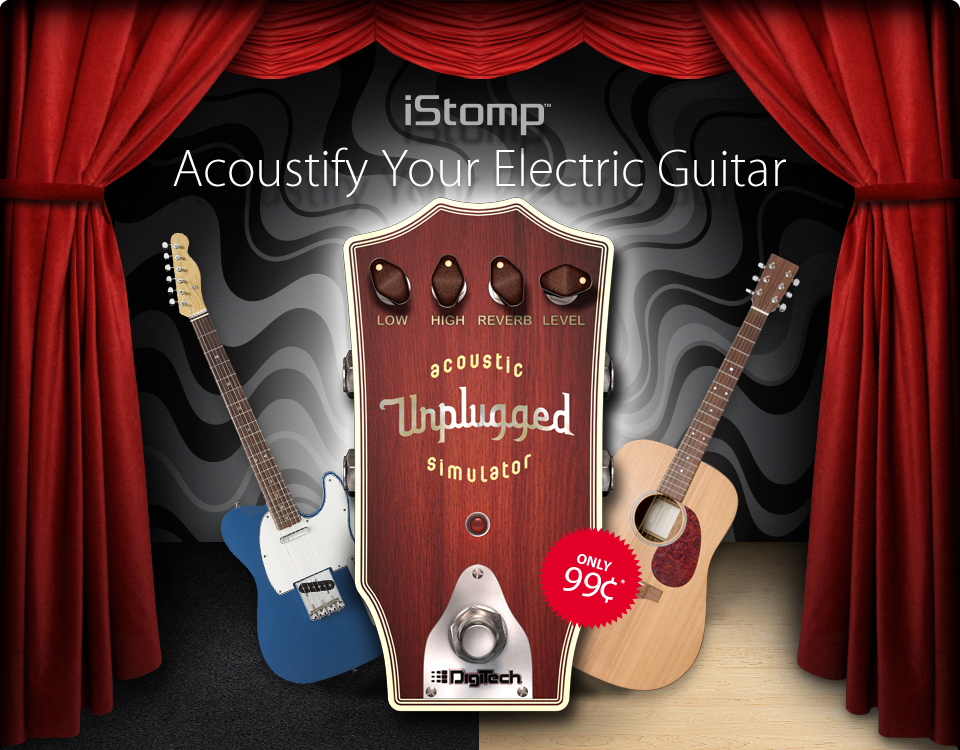 iStomp™
Acoustify Your Electric Guitar
LOW HIGH REVERB LEVEL
acoustic
Unplugged
simulator
ONLY
99¢*
DigiTech